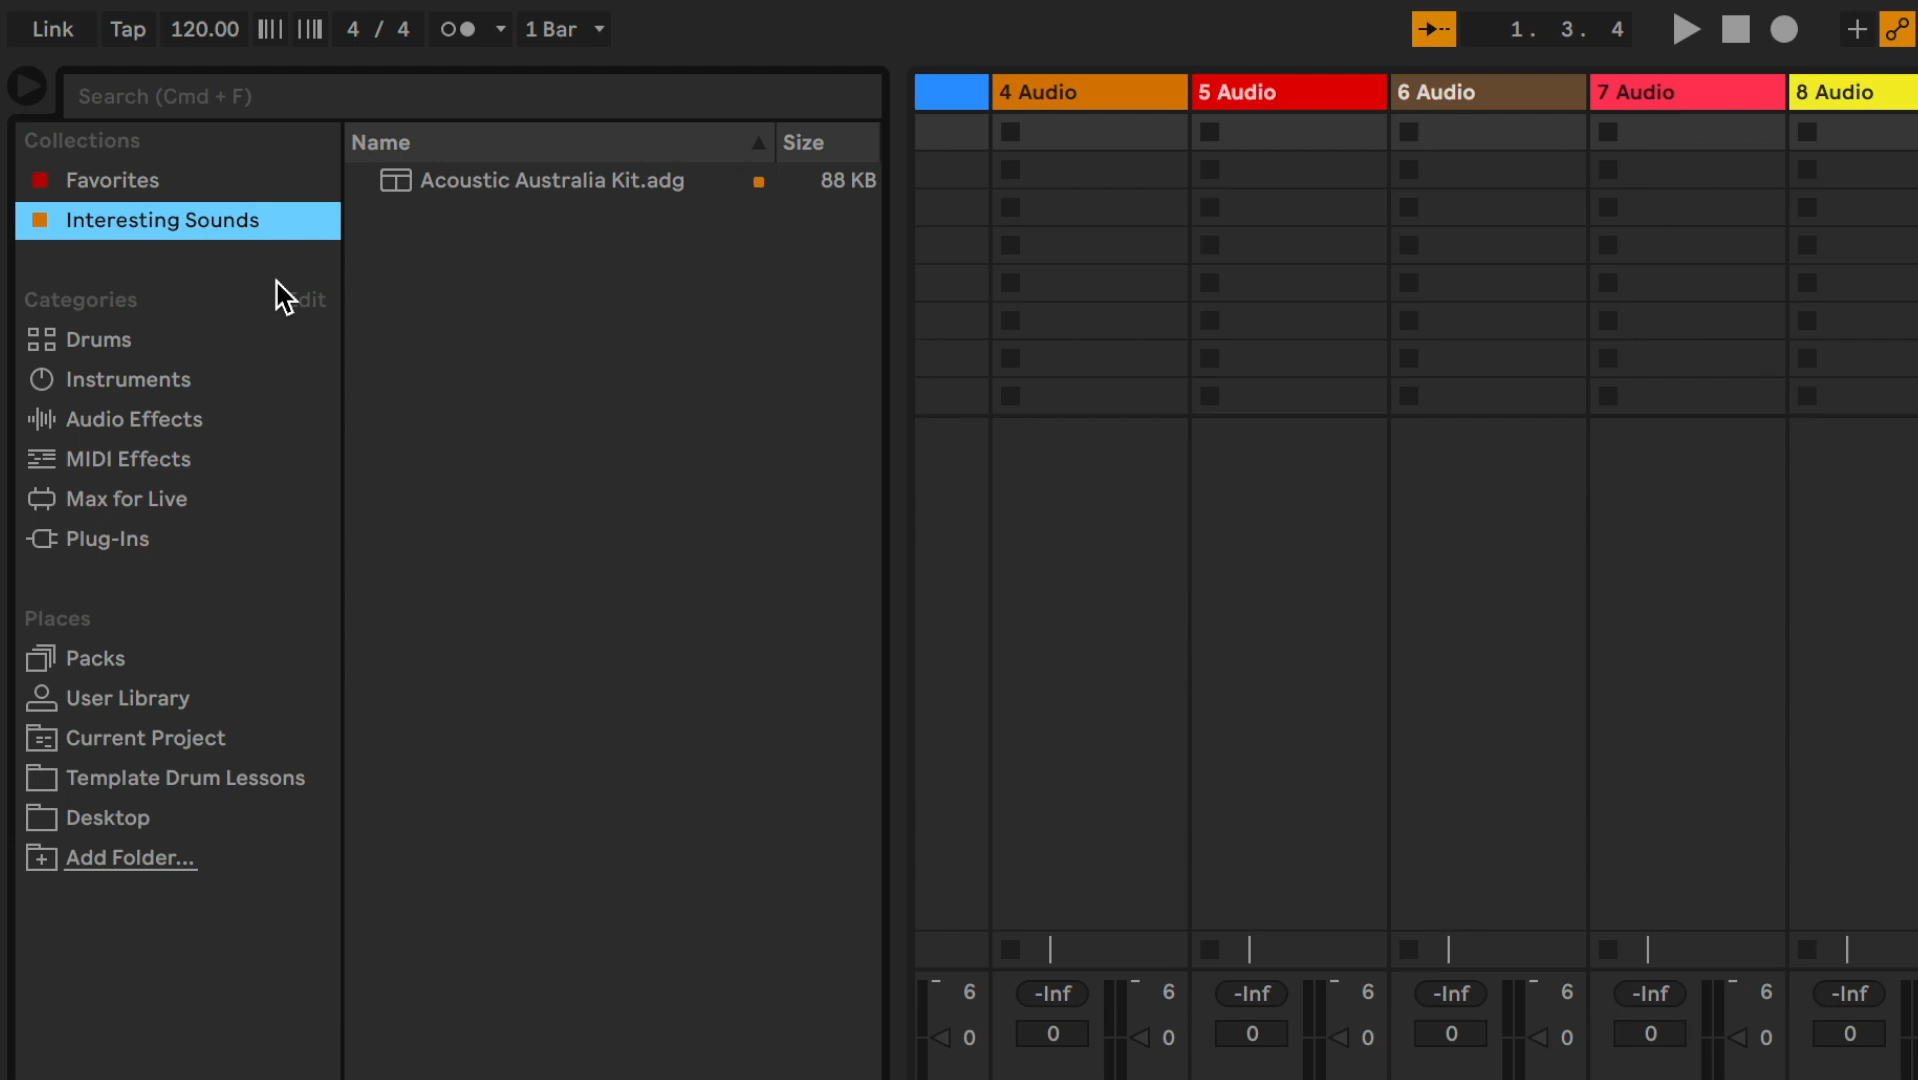 Link Tap 120.00 4 / 4 1 Bar 1. 3. 4
Search (Cmd + F)
Collections
Favorites
Interesting Sounds
Categories
Drums
Instruments
Audio Effects
MIDI Effects
Max for Live
Plug-Ins
Places
Packs
User Library
Current Project
Template Drum Lessons
Desktop
Add Folder...
Name Size
Acoustic Australia Kit.adg 88 KB
4 Audio 5 Audio 6 Audio 7 Audio 8 Audio
6 -Inf 6 -Inf 6 -Inf 6 -Inf 6 -Inf
0 0 0 0 0 0 0 0 0 0